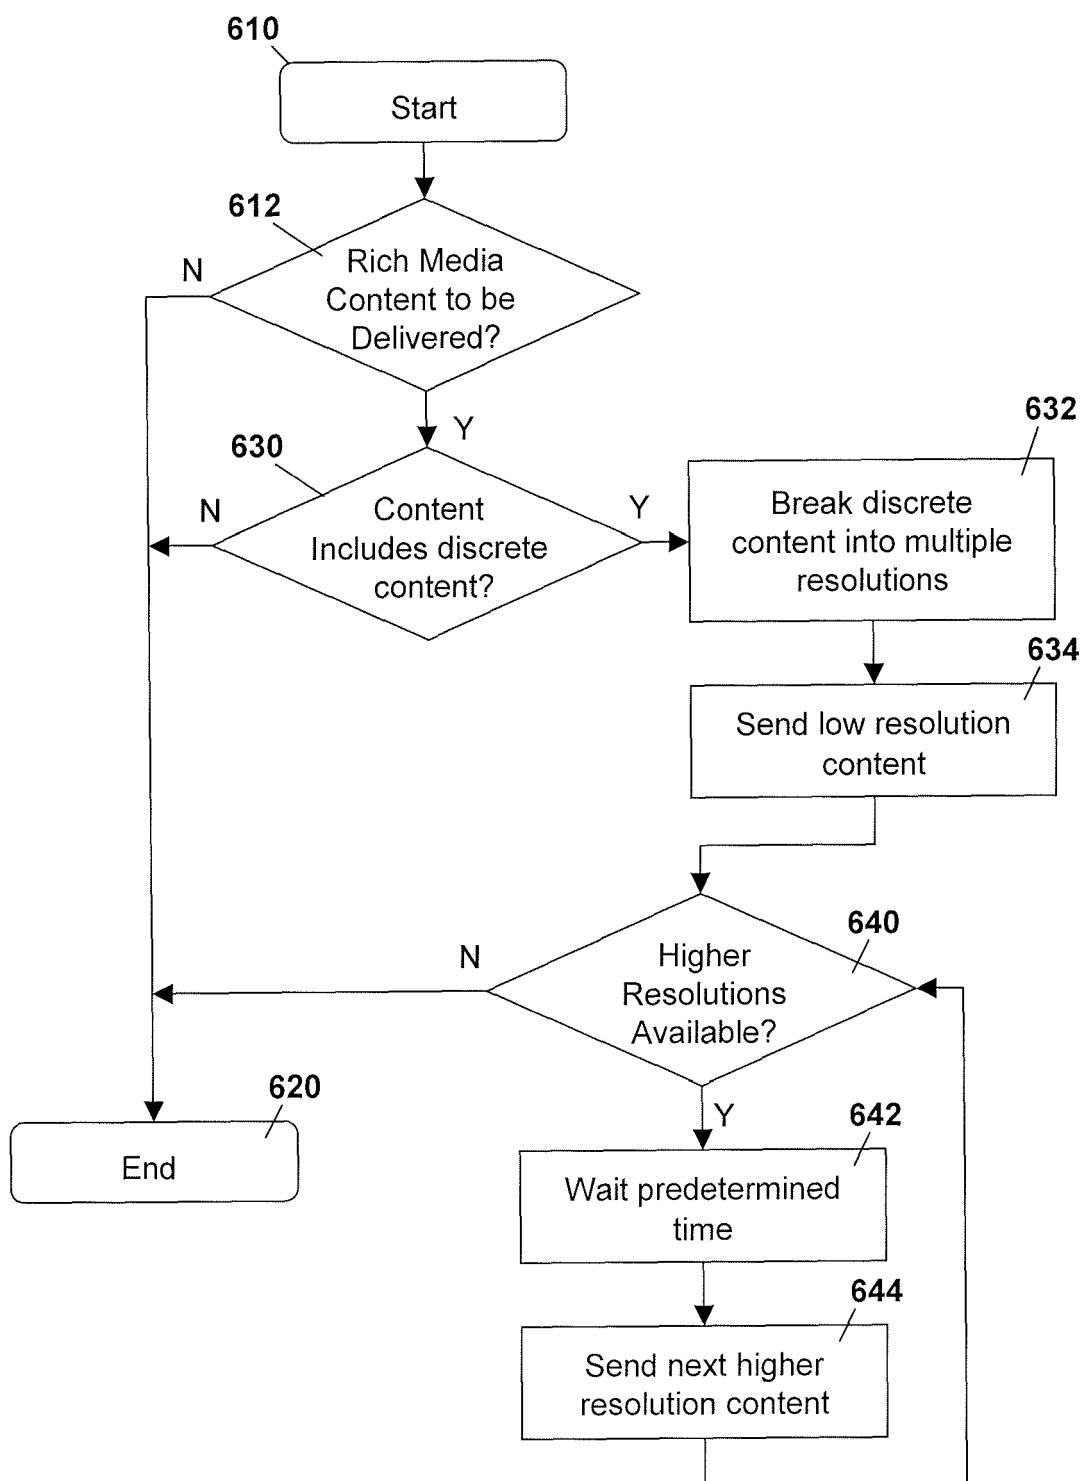 610
Start
612
Rich Media
Content to be
Delivered?
N
Y
632
630
Content
Includes discrete
content?
N
Y
Break discrete
content into multiple
resolutions
634
Send low resolution
content
640
Higher
Resolutions
Available?
N
Y
620
End
642
Wait predetermined
time
644
Send next higher
resolution content